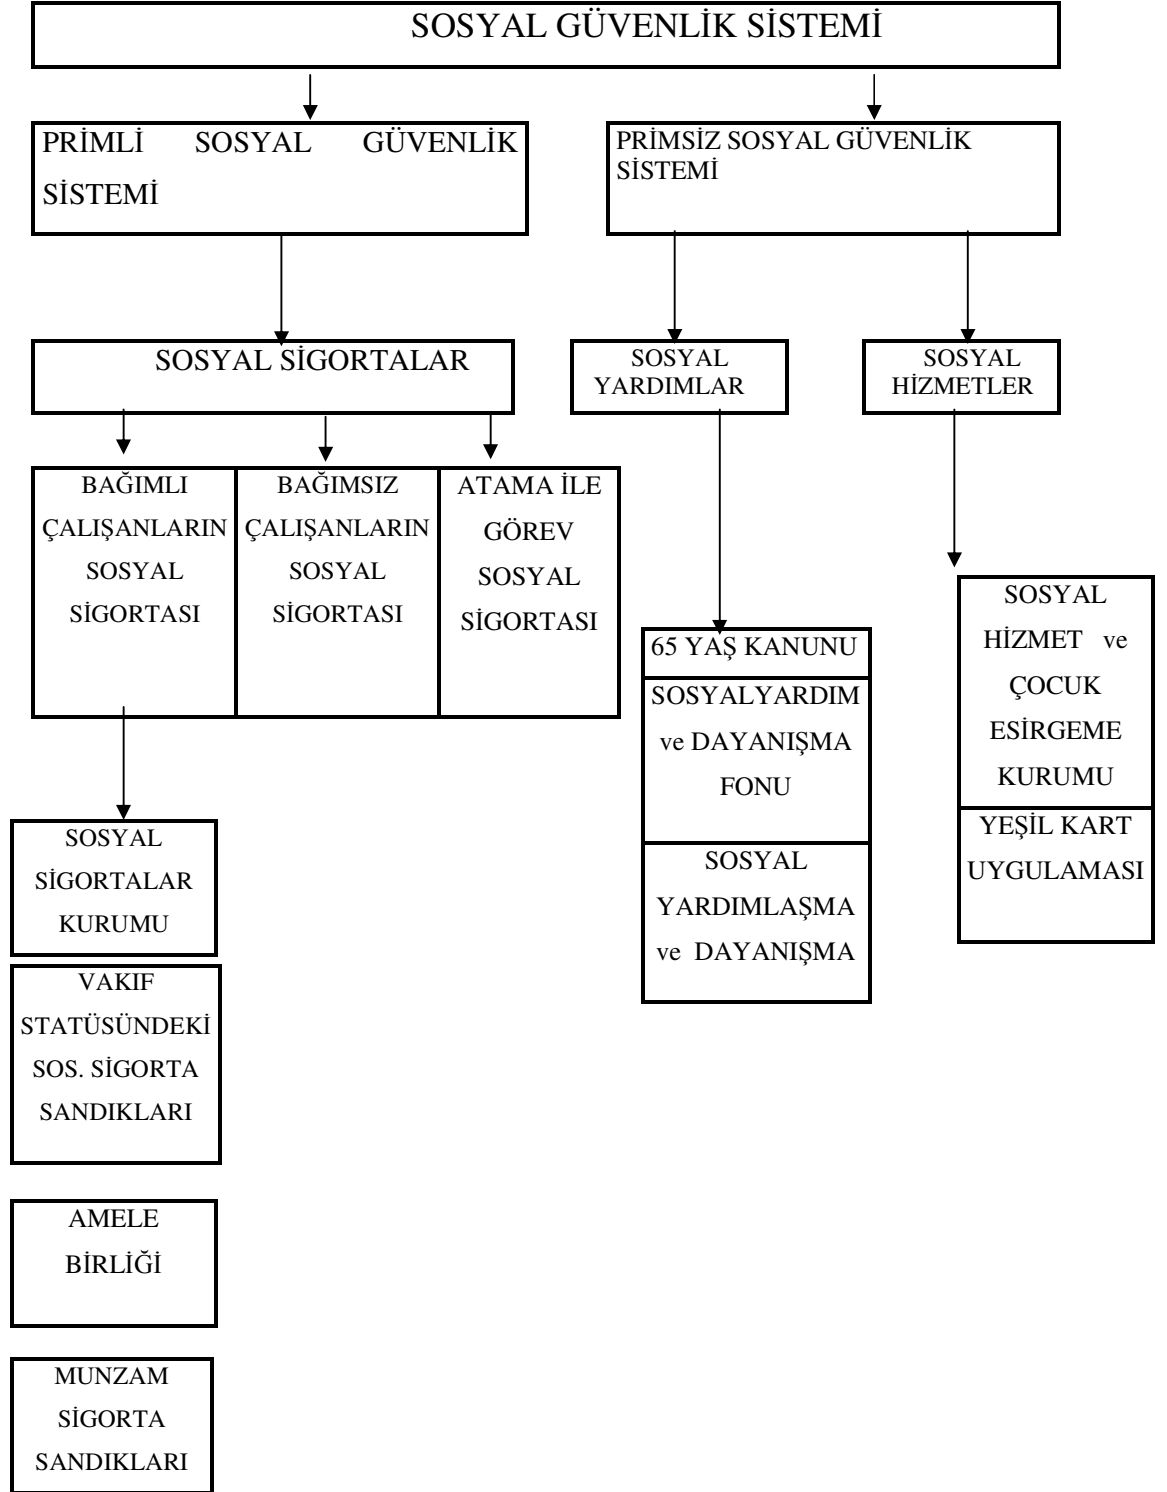 SOSYAL GÜVENLİK SİSTEMİ
PRİMLİ SOSYAL GÜVENLİK
SİSTEMİ
PRİMSİZ SOSYAL GÜVENLİK
SİSTEMİ
SOSYAL SİGORTALAR
SOSYAL
YARDIMLAR
SOSYAL
HİZMETLER
BAĞIMLI
ÇALIŞANLARIN
SOSYAL
SİGORTASI
BAĞIMSIZ
ÇALIŞANLARIN
SOSYAL
SİGORTASI
ATAMA İLE
GÖREV
SOSYAL
SİGORTASI
65 YAŞ KANUNU
SOSYALYARDIM
ve DAYANIŞMA
FONU
SOSYAL
YARDIMLAŞMA
ve DAYANIŞMA
SOSYAL
HİZMET ve
ÇOCUK
ESİRGEME
KURUMU
YEŞİL KART
UYGULAMASI
SOSYAL
SİGORTALAR
KURUMU
VAKIF
STATÜSÜNDEKİ
SOS. SİGORTA
SANDIKLARI
AMELE
BİRLİĞİ
MUNZAM
SİGORTA
SANDIKLARI